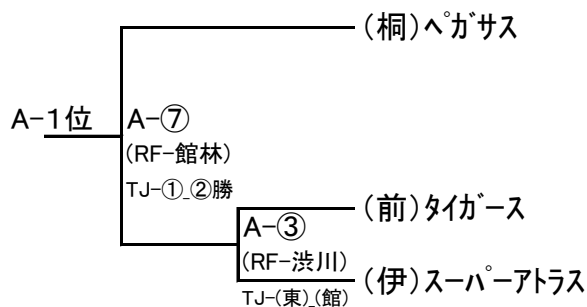 (桐)ペガサス
A-1位
A-⑦
(RF-館林)
TJ-①_②勝
(前)タイガース
A-③
(RF-渋川)
(伊)スーパーアトラス
TJ-(東)_(館)